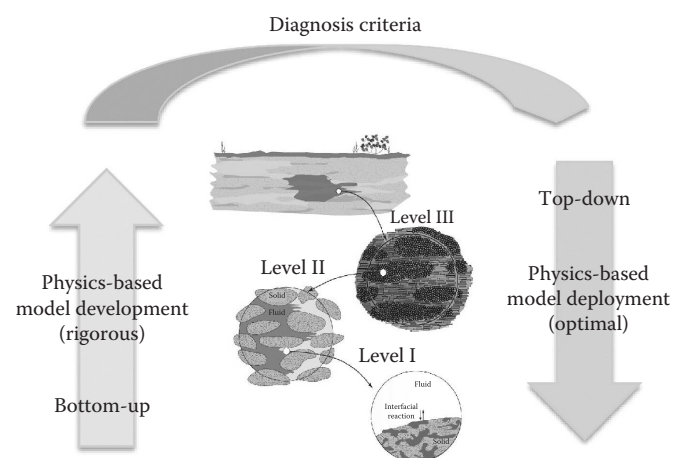 Diagnosis criteria
Level III
Top-down
Level II
Physics-based
model development
(rigorous)
Physics-based
model deployment
(optimal)
Solid
Fluid
Level I
Bottom-up
Fluid
Interfacial
reaction
Solid